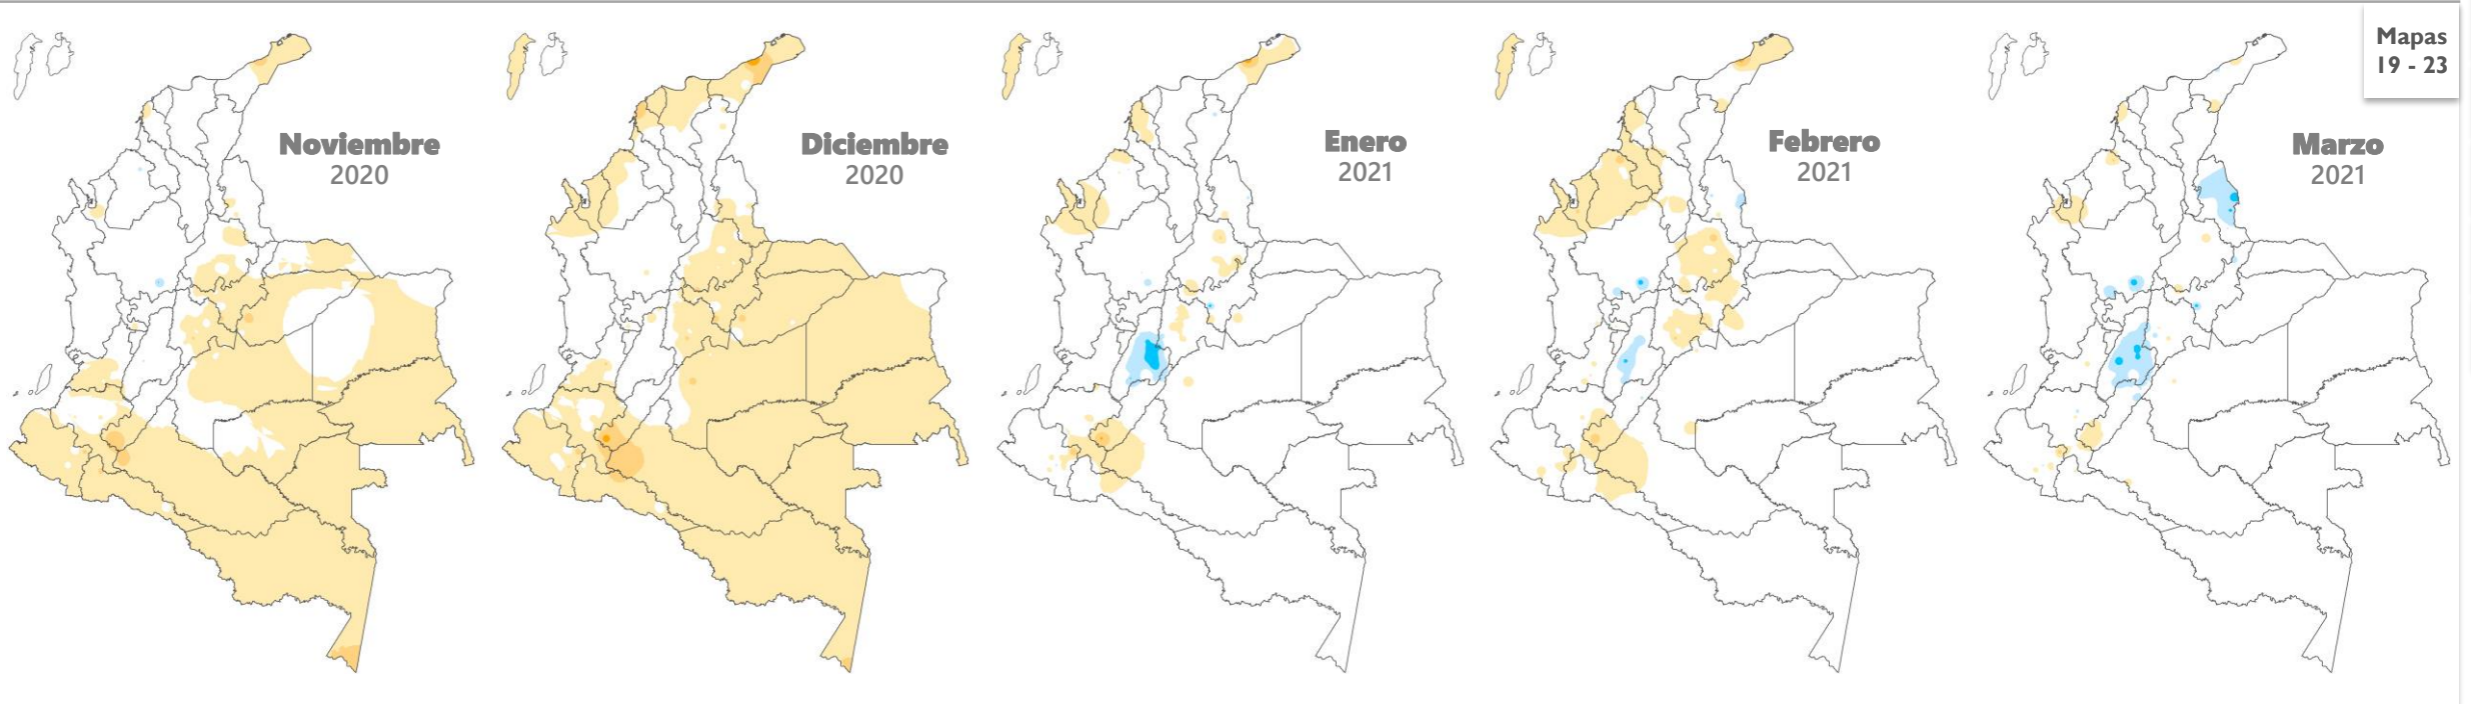 Mapas
19 - 23
Noviembre
2020
Diciembre
2020
Enero
2021
Febrero
2021
Marzo
2021